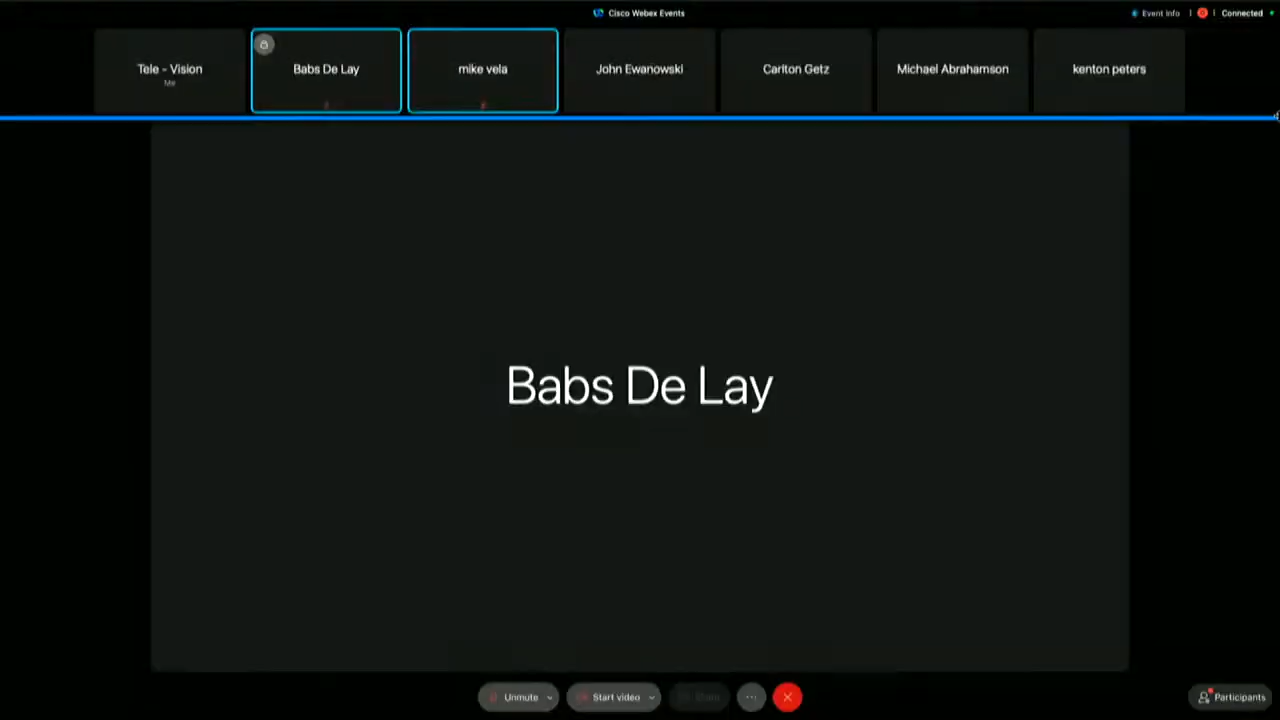 Cisco Webex Events
Event Info
Connected
Tele - Vision
Me
Babs De Lay
mike vela
John Ewanowski
Carlton Getz
Michael Abrahamson
kenton peters
Babs De Lay
Unmute
Start video
Share
Participants